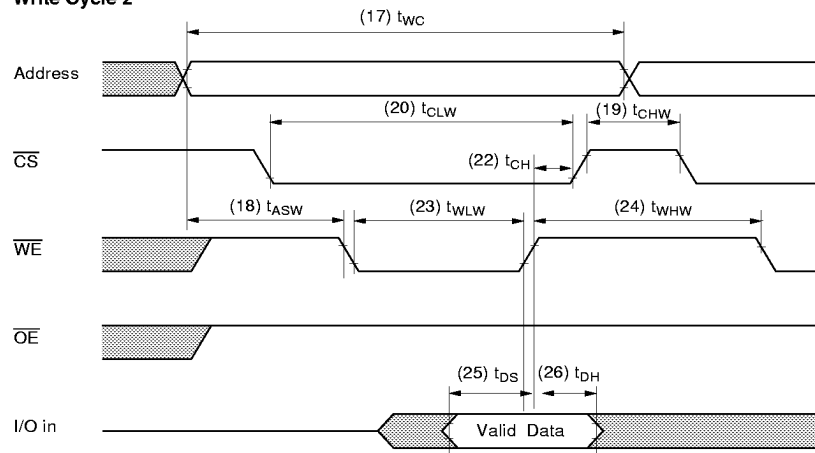 Write Cycle 2
(17) tWC
Address
(20) tCLW
(19) tCHW
CS
(22) tCH
(18) tASW
(23) tWLW
(24) tWHW
WE
OE
(25) tDS
(26) tDH
I/O in
Valid Data